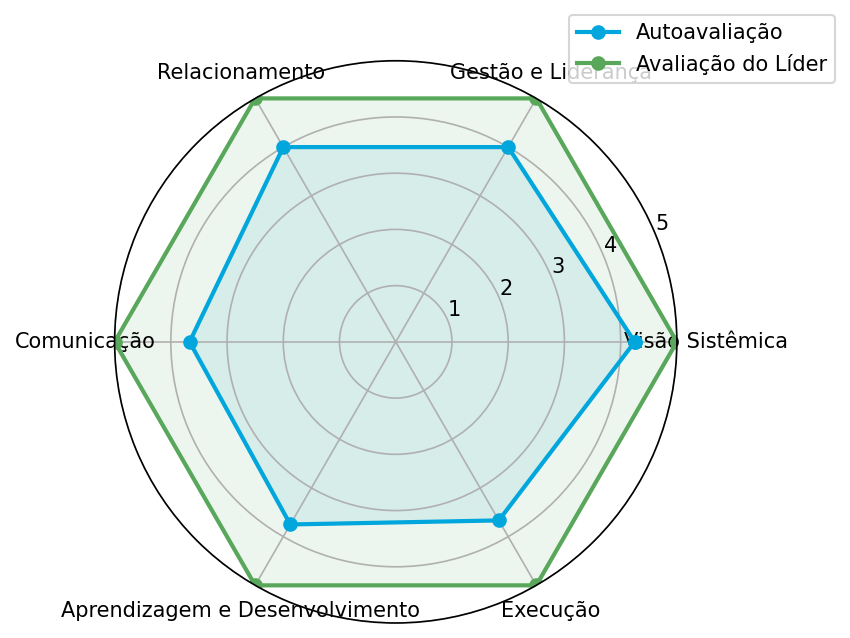 Autoavaliação
Avaliação do Líder
Relacionamento
Gestão e Liderança
5
4
3
2
1
Comunicação
Visão Sistêmica
Aprendizagem e Desenvolvimento
Execução